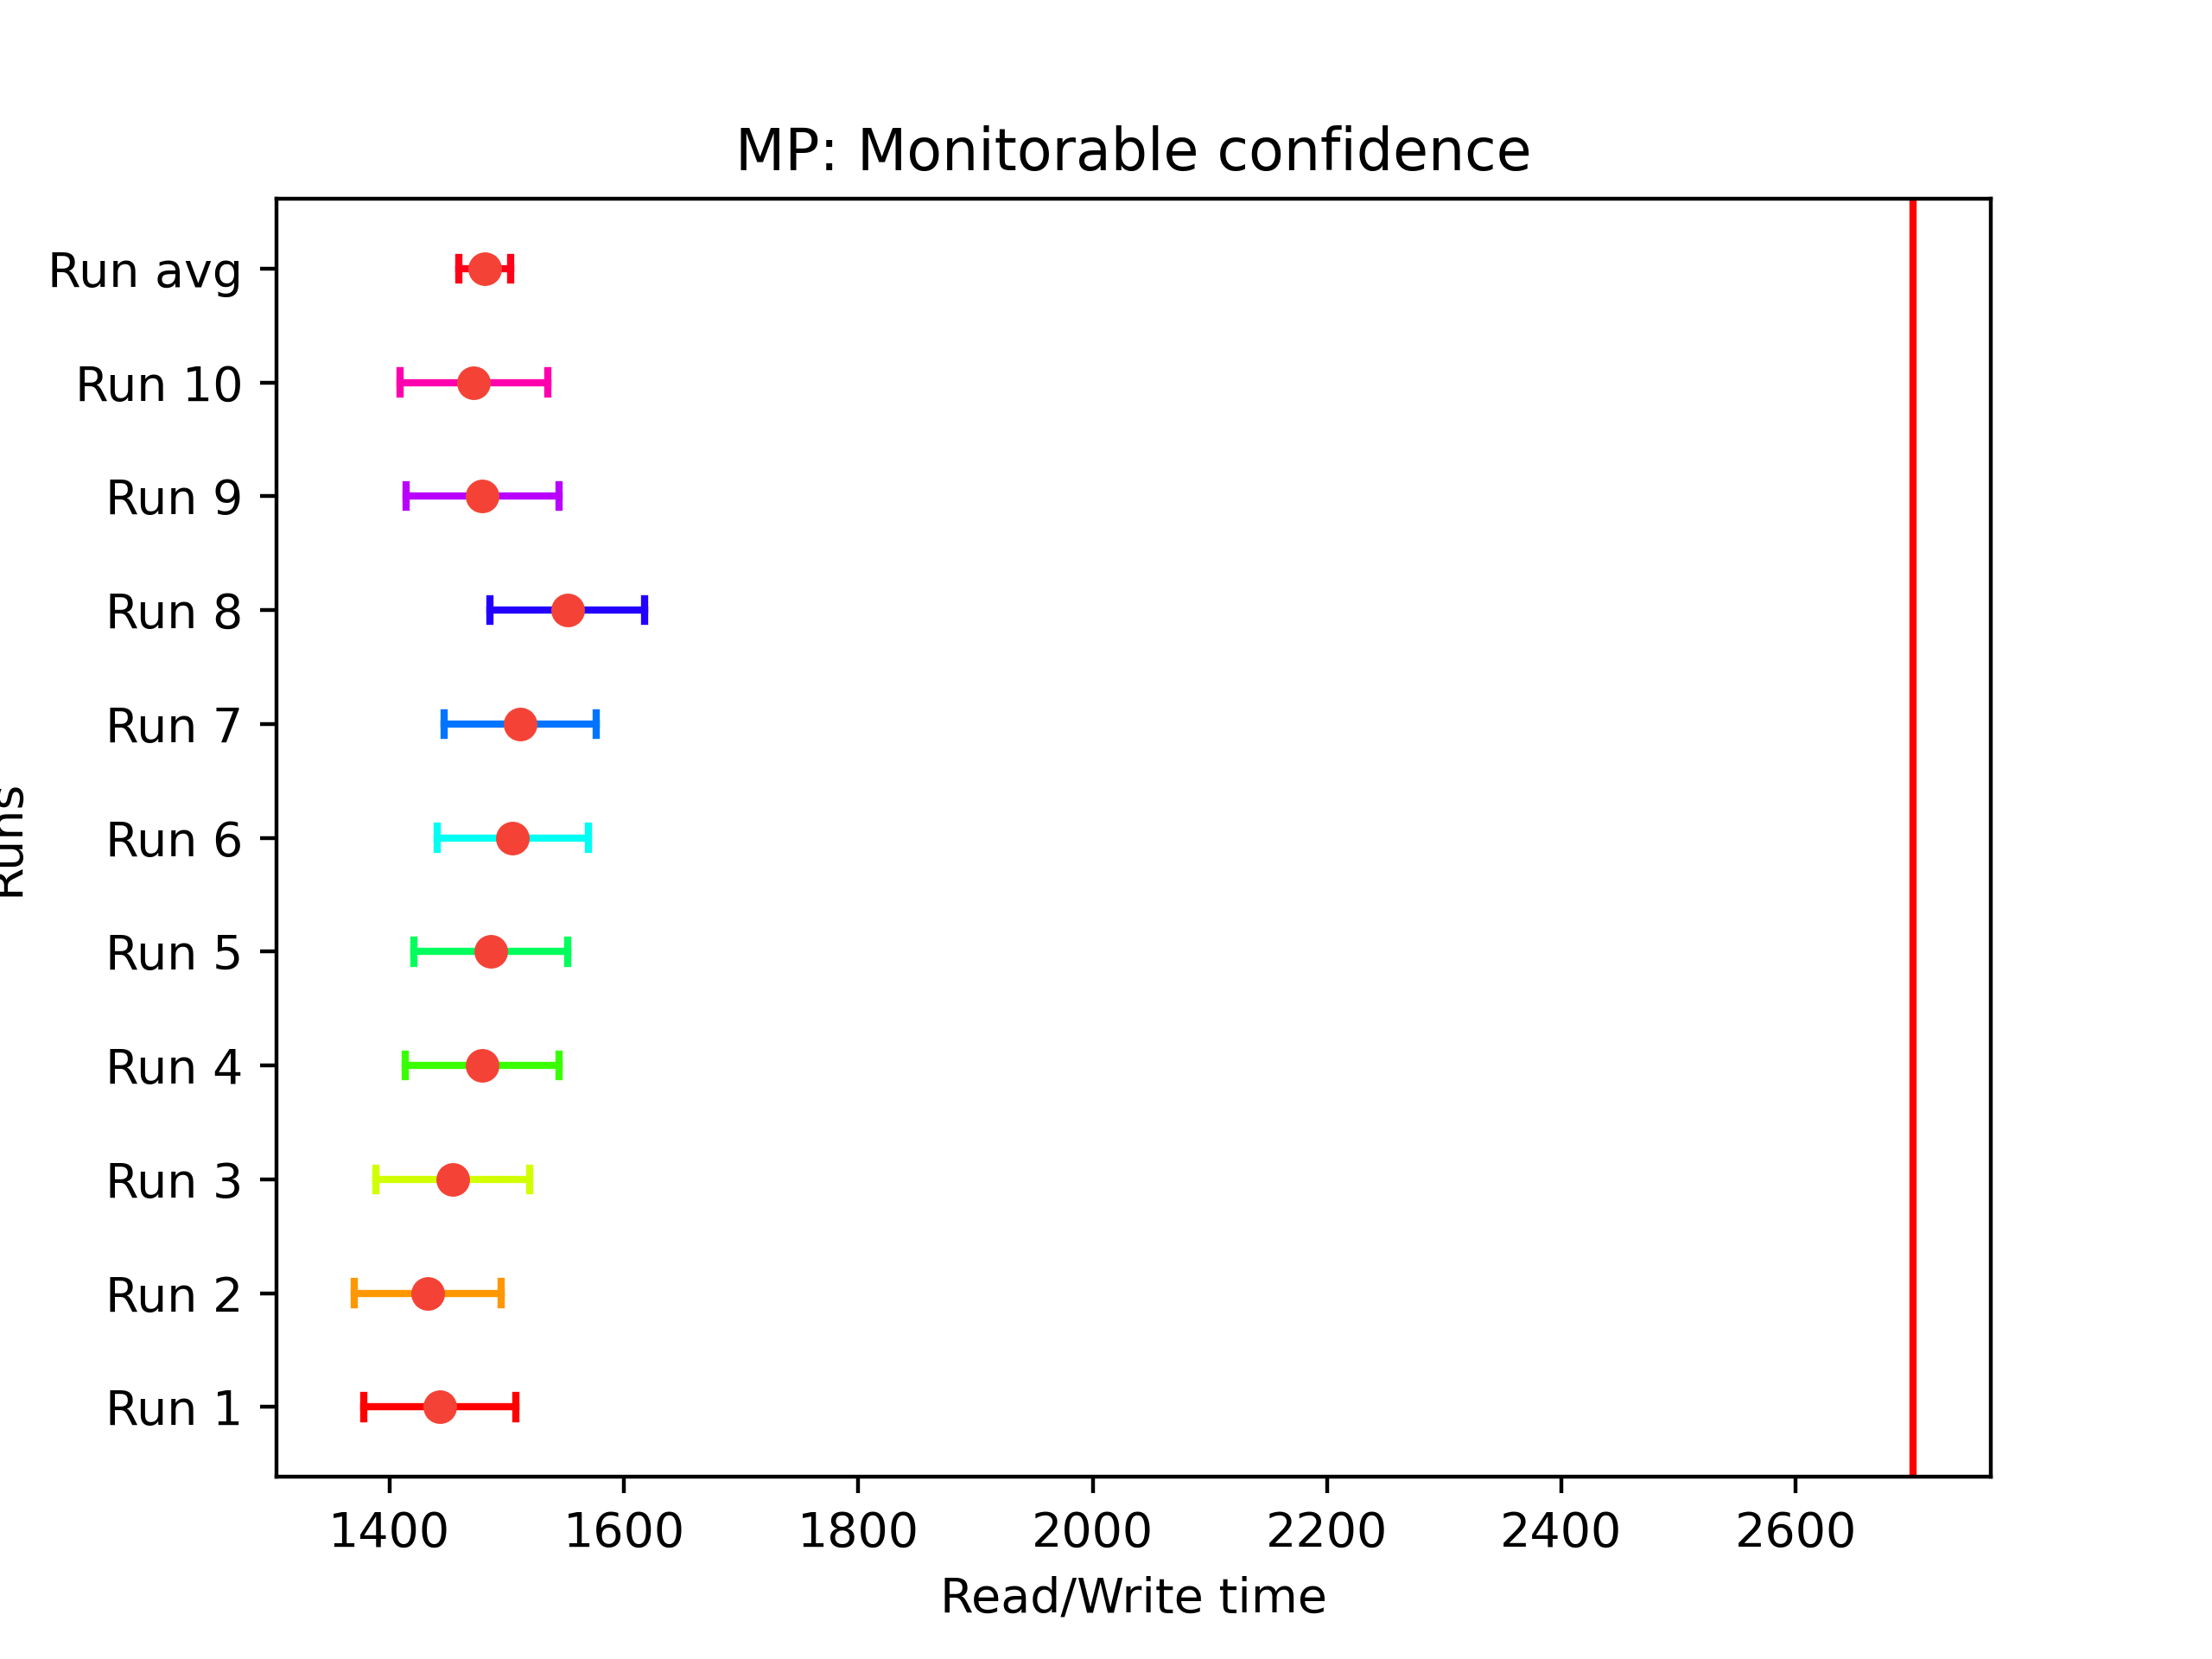 MP: Monitorable confidence
Run avg
Run 10
Run 9
Run 8
Run 7
Run 6
Run 5
Run 4
Run 3
Run 2
Run 1
Runs
1400 1600 1800 2000 2200 2400 2600
Read/Write time